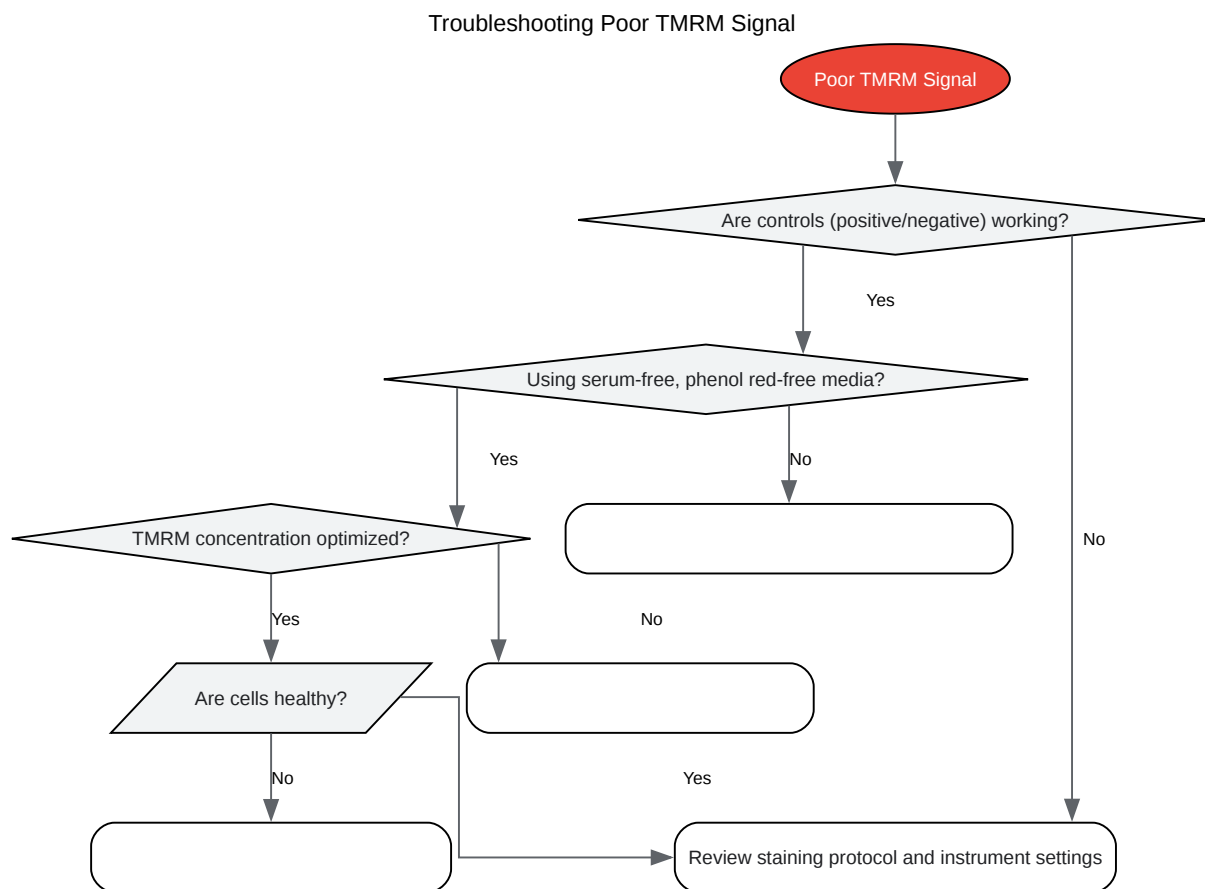 Troubleshooting Poor TMRM Signal
Poor TMRM Signal
Are controls (positive/negative) working?
Yes
Using serum-free, phenol red-free media?
Yes
No
TMRM concentration optimized?
No
Yes
No
Are cells healthy?
No
Yes
Review staining protocol and instrument settings